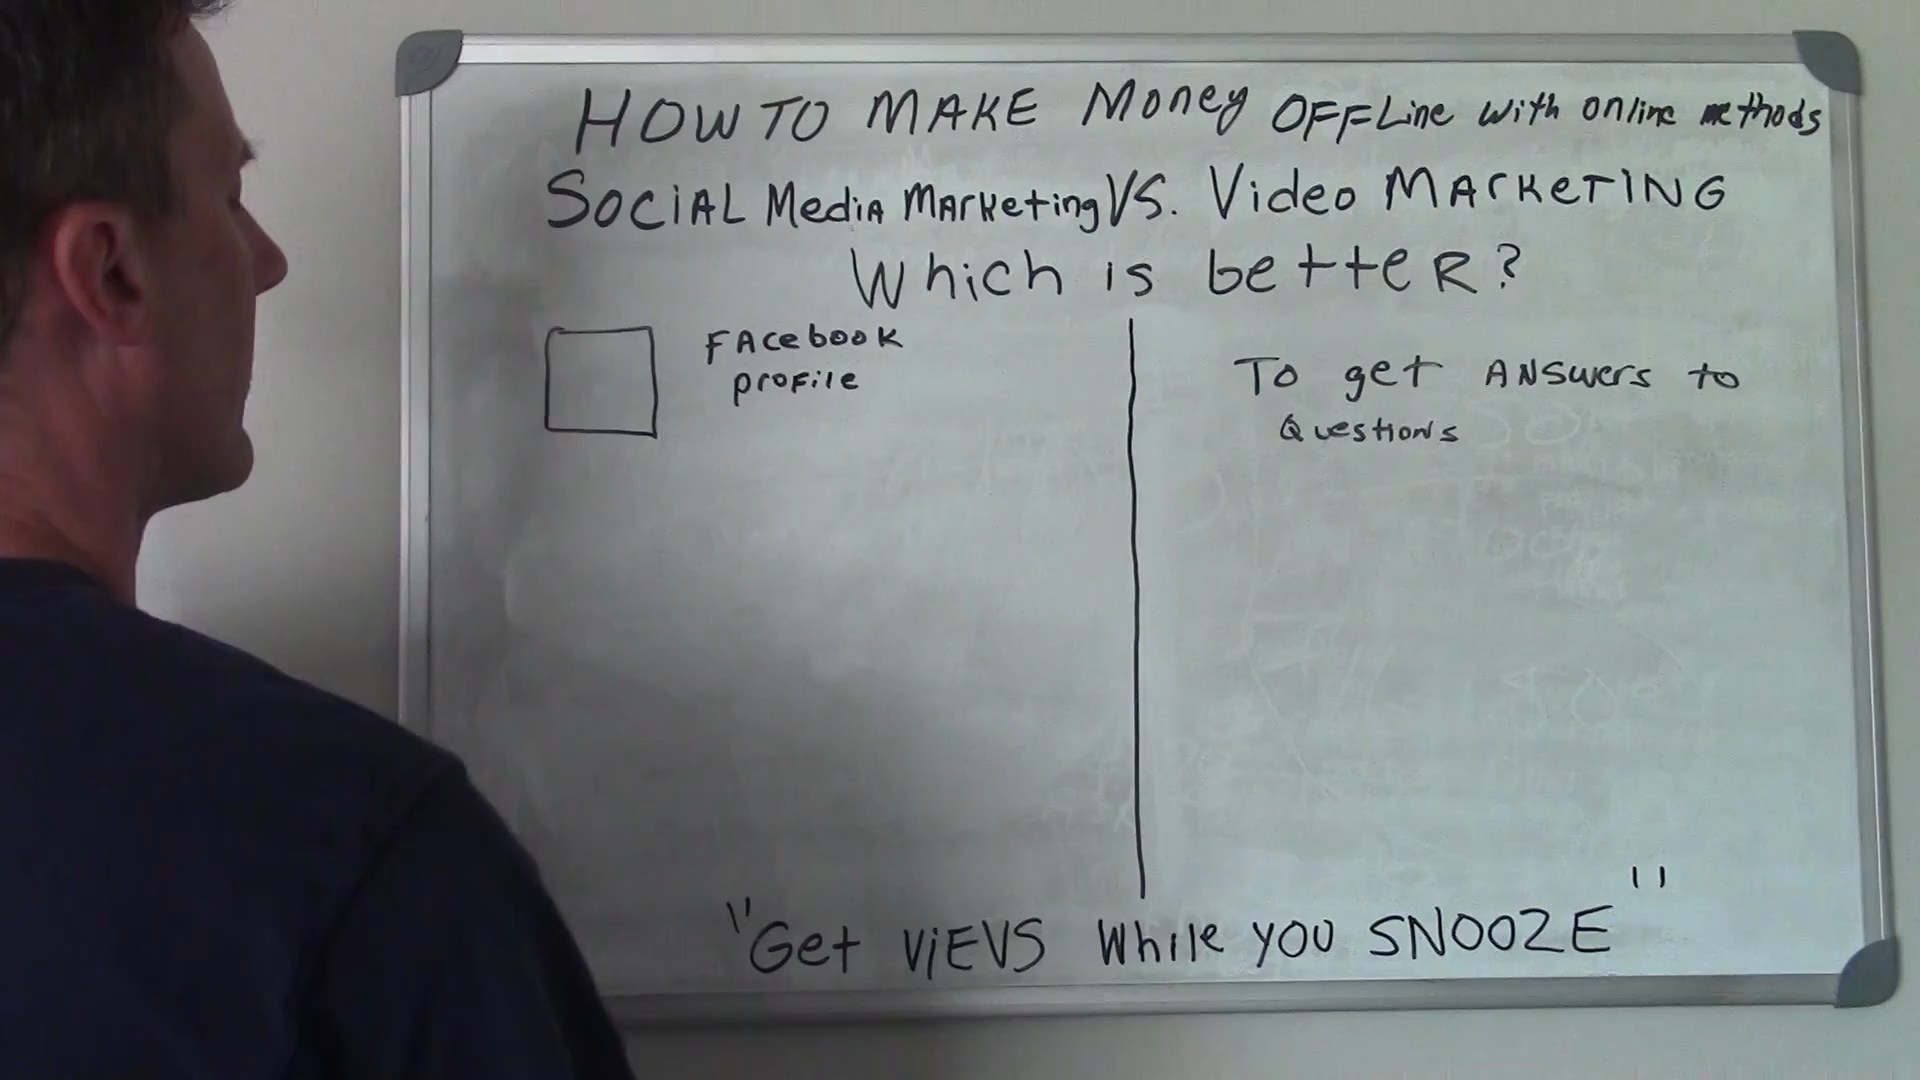 HOW TO MAKE Money OFFLine with online methods
SOCIAL Media Marketing VS. Video MARKETING
Which is better?
FAcebook
profile
To get Answers to
Questions
"Get ViEVS While you SNOOZE"